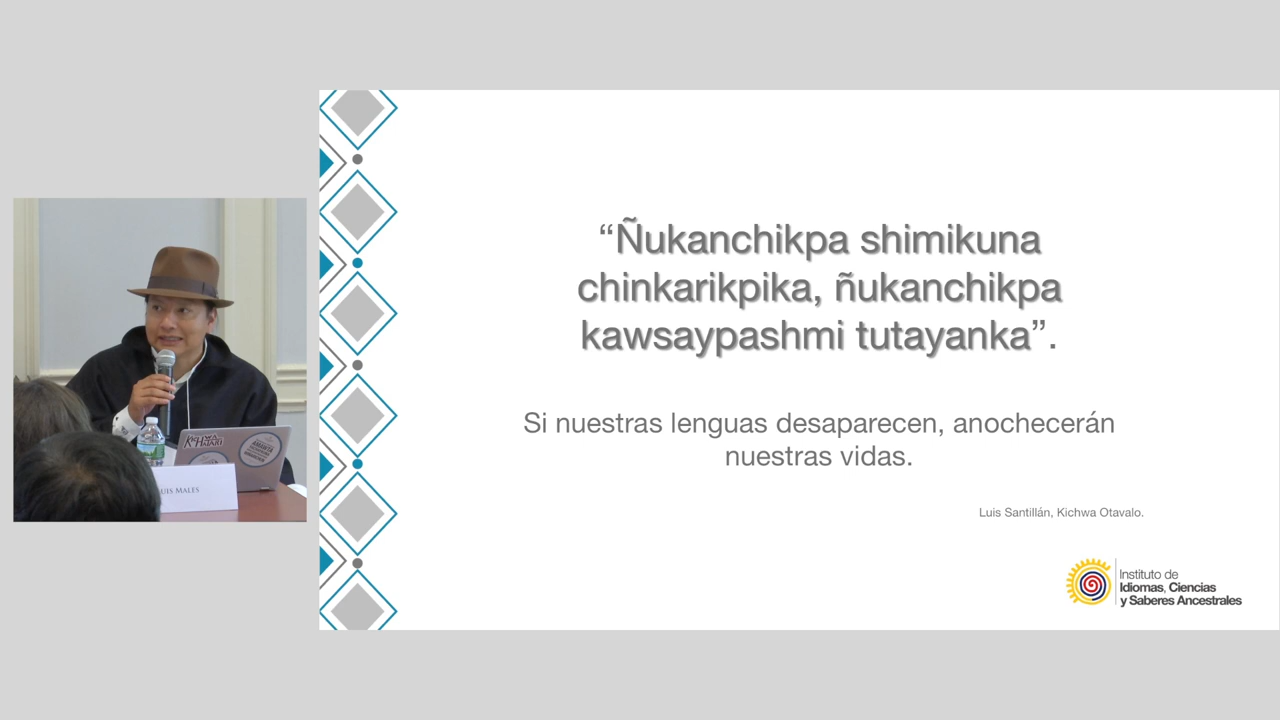 “Ñukanchikpa shimikuna
chinkarikpika, ñukanchikpa
kawsaypashmi tutayanka”.
Si nuestras lenguas desaparecen, anochecerán
nuestras vidas.
Luis Santillán, Kichwa Otavalo.
Instituto de
Idiomas, Ciencias
y Saberes Ancestrales
UIS MALES